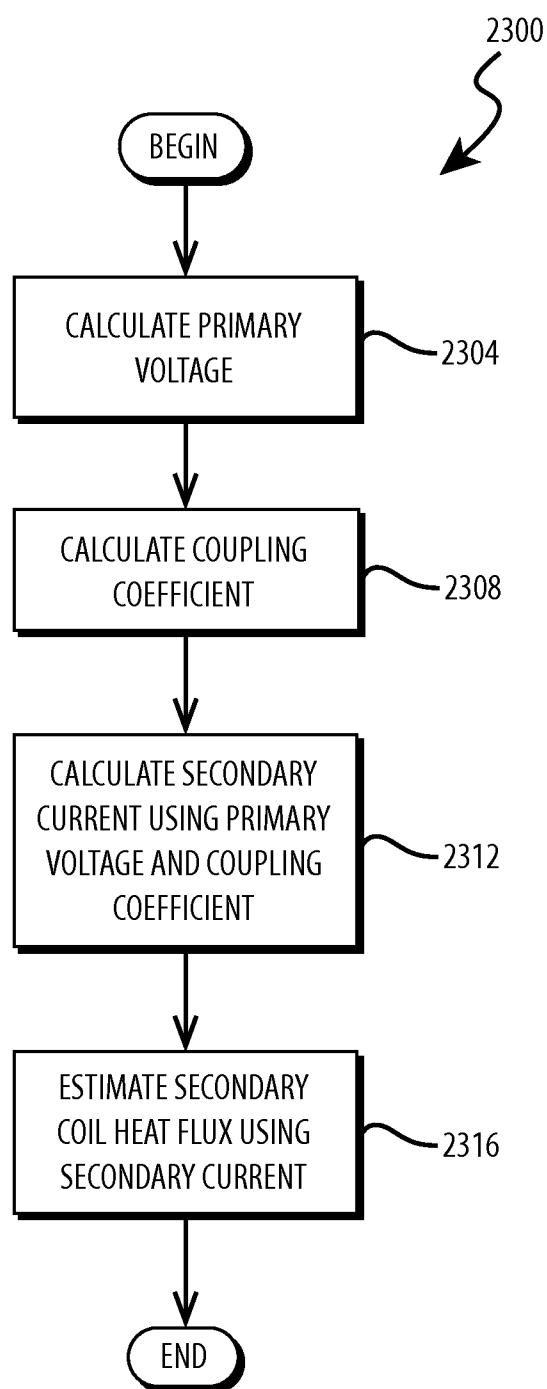 2300
BEGIN
CALCULATE PRIMARY
VOLTAGE
2304
CALCULATE COUPLING
COEFFICIENT
2308
CALCULATE SECONDARY
CURRENT USING PRIMARY
VOLTAGE AND COUPLING
COEFFICIENT
2312
ESTIMATE SECONDARY
COIL HEAT FLUX USING
SECONDARY CURRENT
2316
END